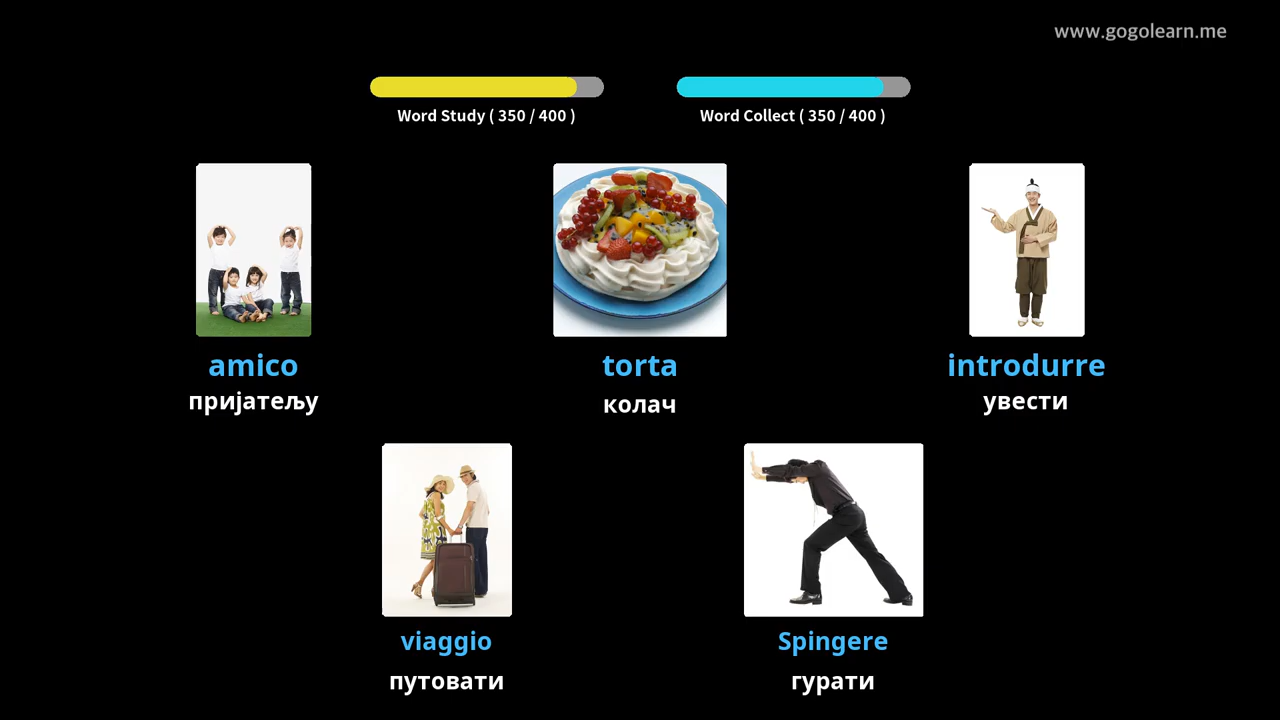 www.gogolearn.me
Word Study ( 350 / 400 )
Word Collect ( 350 / 400 )
amico
пријатељу
torta
колач
introdurre
увести
viaggio
путовати
Spingere
гурати